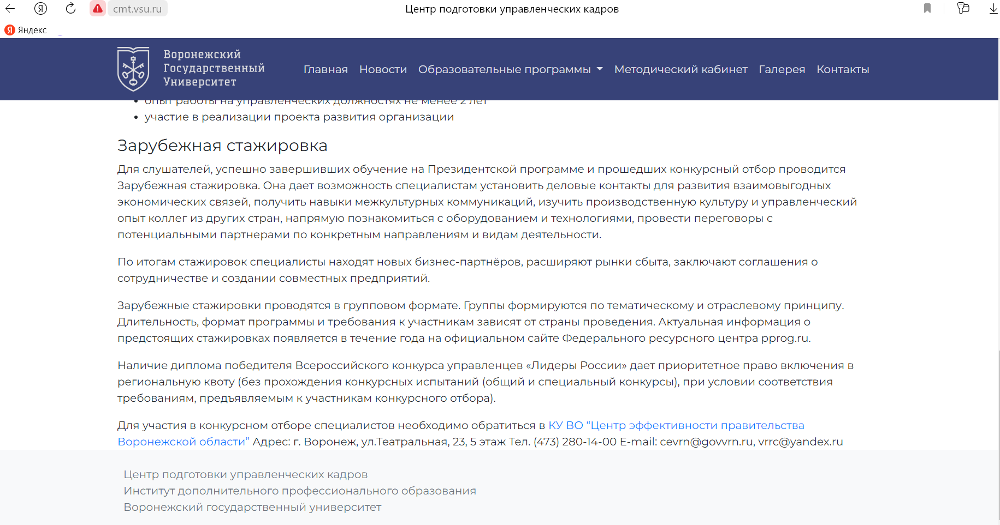 cmt.vsu.ru
Центр подготовки управленческих кадров
Яндекс
Воронежский
Государственный
Университет
Главная Новости Образовательные программы Методический кабинет Галерея Контакты
• опыт работы на управленческих должностях не менее 2 лет
• участие в реализации проекта развития организации
Зарубежная стажировка
Для слушателей, успешно завершивших обучение на Президентской программе и прошедших конкурсный отбор проводится
Зарубежная стажировка. Она дает возможность специалистам установить деловые контакты для развития взаимовыгодных
экономических связей, получить навыки межкультурных коммуникаций, изучить производственную культуру и управленческий
опыт коллег из других стран, напрямую познакомиться с оборудованием и технологиями, провести переговоры с
потенциальными партнерами по конкретным направлениям и видам деятельности.
По итогам стажировок специалисты находят новых бизнес-партнёров, расширяют рынки сбыта, заключают соглашения о
сотрудничестве и создании совместных предприятий.
Зарубежные стажировки проводятся в групповом формате. Группы формируются по тематическому и отраслевому принципу.
Длительность, формат программы и требования к участникам зависят от страны проведения. Актуальная информация о
предстоящих стажировках появляется в течение года на официальном сайте Федерального ресурсного центра pprog.ru.
Наличие диплома победителя Всероссийского конкурса управленцев «Лидеры России» дает приоритетное право включения в
региональную квоту (без прохождения конкурсных испытаний (общий и специальный конкурсы), при условии соответствия
требованиям, предъявляемым к участникам конкурсного отбора).
Для участия в конкурсном отборе специалистов необходимо обратиться в КУ ВО “Центр эффективности правительства
Воронежской области” Адрес: г. Воронеж, ул.Театральная, 23, 5 этаж Тел. (473) 280-14-00 E-mail: cevrn@govvrn.ru, vrrc@yandex.ru
Центр подготовки управленческих кадров
Институт дополнительного профессионального образования
Воронежский государственный университет